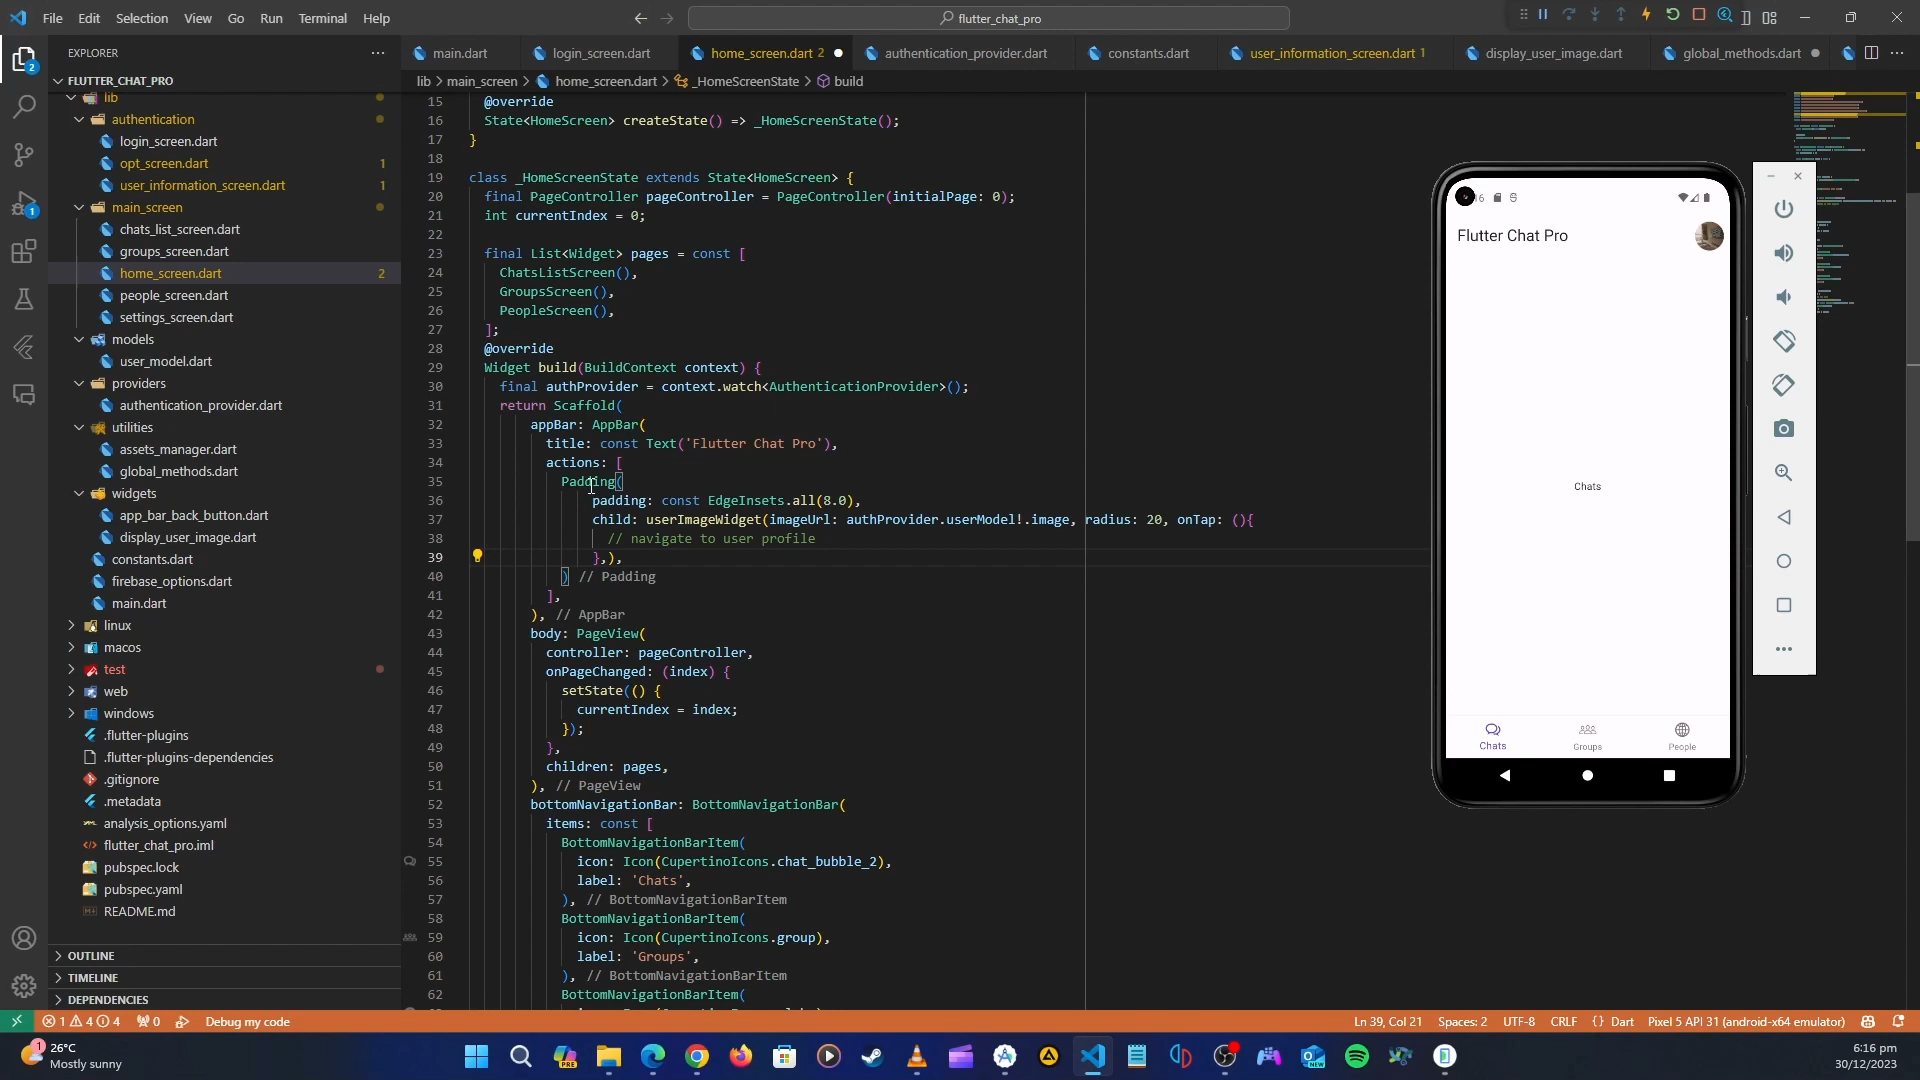 File Edit Selection View Go Run Terminal Help
flutter_chat_pro
EXPLORER
main.dart login_screen.dart home_screen.dart 2 authentication_provider.dart constants.dart user_information_screen.dart 1 display_user_image.dart global_methods.dart
lib > main_screen > home_screen.dart > _HomeScreenState > build
FLUTTER_CHAT_PRO
lib
authentication
login_screen.dart
opt_screen.dart 1
user_information_screen.dart 1
main_screen
chats_list_screen.dart
groups_screen.dart
home_screen.dart 2
people_screen.dart
settings_screen.dart
models
user_model.dart
providers
authentication_provider.dart
utilities
assets_manager.dart
global_methods.dart
widgets
app_bar_back_button.dart
display_user_image.dart
constants.dart
firebase_options.dart
main.dart
linux
macos
test
web
windows
.flutter-plugins
.flutter-plugins-dependencies
.gitignore
.metadata
analysis_options.yaml
flutter_chat_pro.iml
pubspec.lock
pubspec.yaml
README.md
OUTLINE
TIMELINE
DEPENDENCIES
2
1
15 @override
16 State<HomeScreen> createState() => _HomeScreenState();
17 }
18
19 class _HomeScreenState extends State<HomeScreen> {
20 final PageController pageController = PageController(initialPage: 0);
21 int currentIndex = 0;
22
23 final List<Widget> pages = const [
24 ChatsListScreen(),
25 GroupsScreen(),
26 PeopleScreen(),
27 ];
28 @override
29 Widget build(BuildContext context) {
30 final authProvider = context.watch<AuthenticationProvider>();
31 return Scaffold(
32 appBar: AppBar(
33 title: const Text('Flutter Chat Pro'),
34 actions: [
35 Padding(
36 padding: const EdgeInsets.all(8.0),
37 child: userImageWidget(imageUrl: authProvider.userModel!.image, radius: 20, onTap: (){
38 // navigate to user profile
39 },),
40 ) // Padding
41 ],
42 ), // AppBar
43 body: PageView(
44 controller: pageController,
45 onPageChanged: (index) {
46 setState(() {
47 currentIndex = index;
48 });
49 },
50 children: pages,
51 ), // PageView
52 bottomNavigationBar: BottomNavigationBar(
53 items: const [
54 BottomNavigationBarItem(
55 icon: Icon(CupertinoIcons.chat_bubble_2),
56 label: 'Chats',
57 ), // BottomNavigationBarItem
58 BottomNavigationBarItem(
59 icon: Icon(CupertinoIcons.group),
60 label: 'Groups',
61 ), // BottomNavigationBarItem
62 BottomNavigationBarItem(
Flutter Chat Pro
Chats
Chats Groups People
1 4 4 0 Debug my code
Ln 39, Col 21 Spaces: 2 UTF-8 CRLF {} Dart Pixel 5 API 31 (android-x64 emulator)
1
26°C
Mostly sunny
PRE
NEW
6:16 pm
30/12/2023